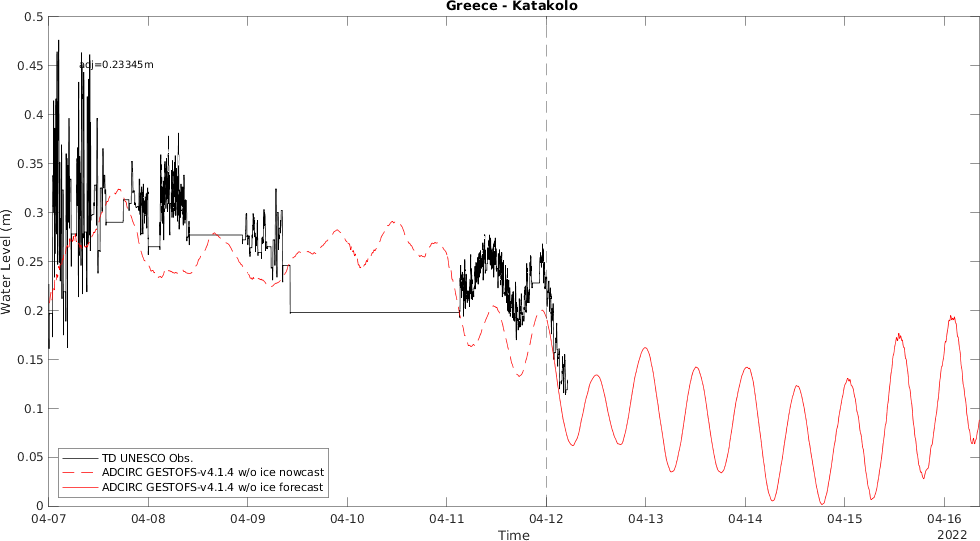 Greece - Katakolo
0.5
0.45
0.4
0.35
0.3
0.25
0.2
0.15
0.1
0.05
0
Water Level (m)
adj=0.23345m
TD UNESCO Obs.
ADCIRC GESTOFS-v4.1.4 w/o ice nowcast
ADCIRC GESTOFS-v4.1.4 w/o ice forecast
04-07 04-08 04-09 04-10 04-11 04-12 04-13 04-14 04-15 04-16
Time
2022